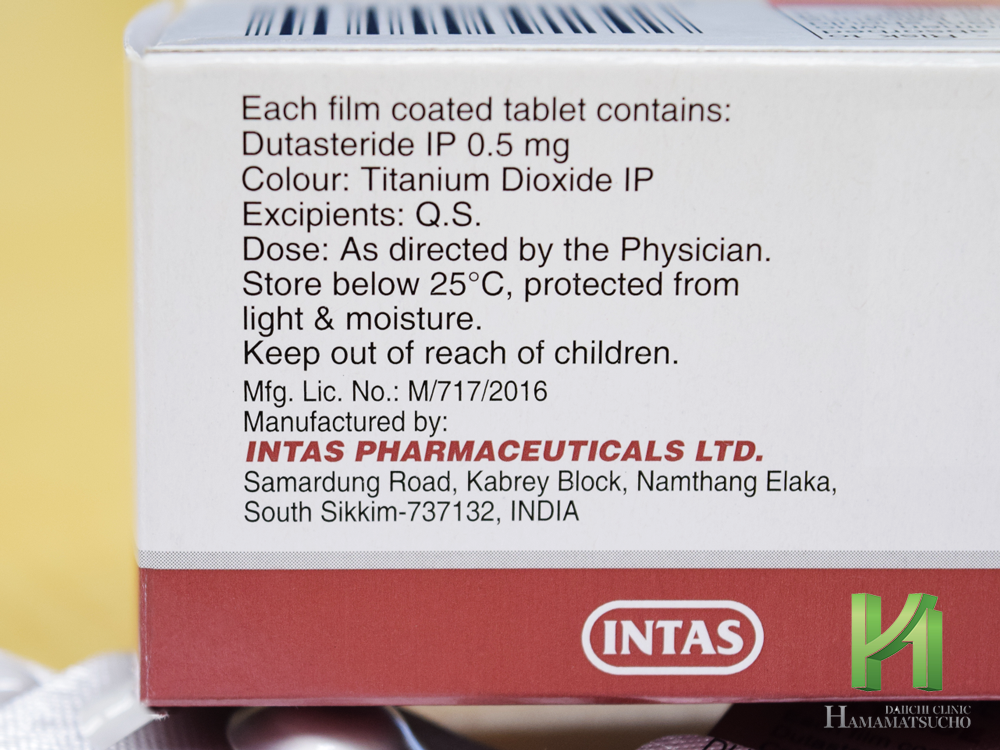 Each film coated tablet contains:
Dutasteride IP 0.5 mg
Colour: Titanium Dioxide IP
Excipients: Q.S.
Dose: As directed by the Physician.
Store below 25°C, protected from
light & moisture.
Keep out of reach of children.
Mfg. Lic. No.: M/717/2016
Manufactured by:
INTAS PHARMACEUTICALS LTD.
Samardung Road, Kabrey Block, Namthang Elaka,
South Sikkim-737132, INDIA
INTAS
DAIICHI CLINIC
HAMAMATSUCHO